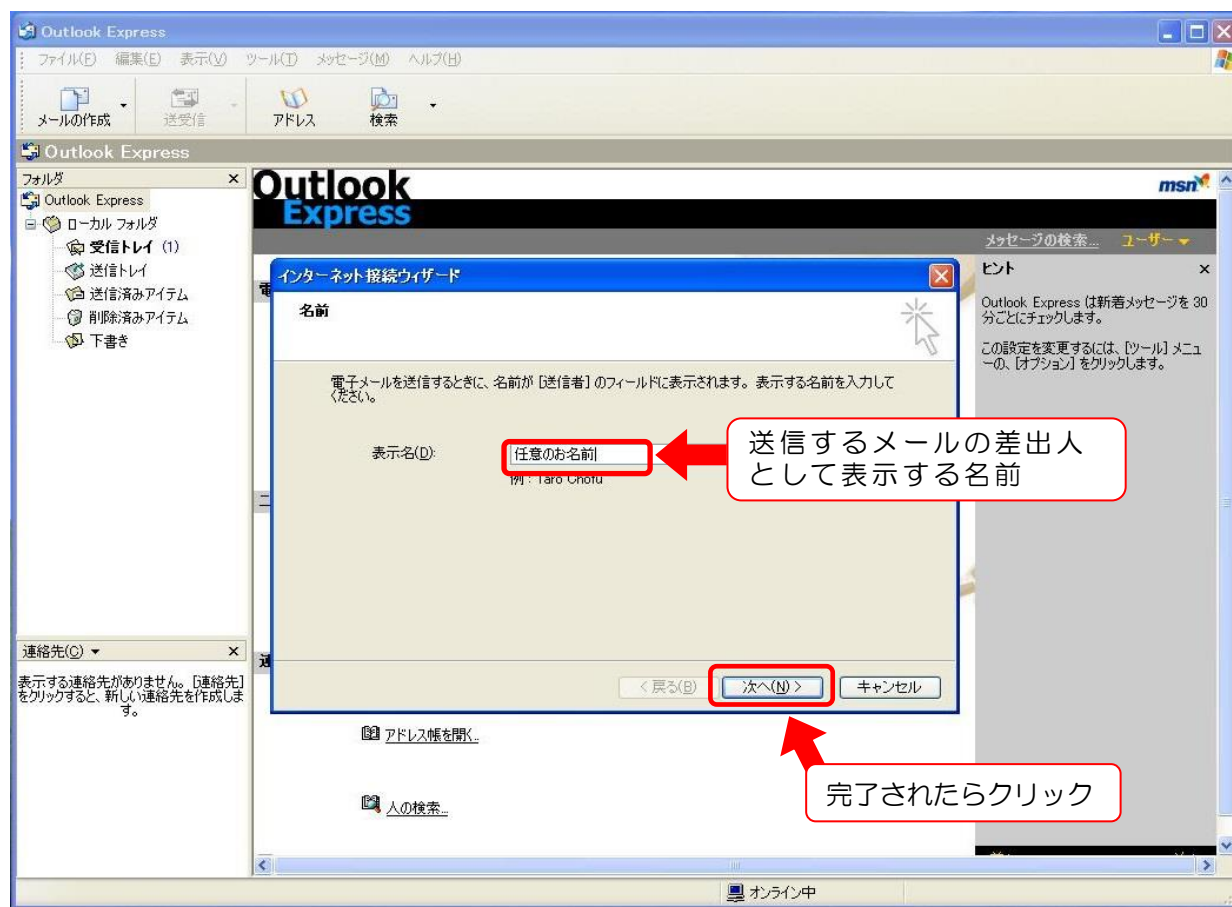 Outlook Express
ファイル(F) 編集(E) 表示(V) ツール(T) メッセージ(M) ヘルプ(H)
メールの作成 送受信 アドレス 検索
Outlook Express
フォルダ
Outlook Express
ローカル フォルダ
受信トレイ (1)
送信トレイ
送信済みアイテム
削除済みアイテム
下書き
Outlook
Express
msn
メッセージの検索... ユーザー
インターネット接続ウィザード
名前
電子メールを送信するときに、名前が [送信者] のフィールドに表示されます。表示する名前を入力して
ください。
表示名(D):
任意のお名前
例：Taro Chofu
送信するメールの差出人
として表示する名前
< 戻る(B) 次へ(N) > キャンセル
完了されたらクリック
ヒント
Outlook Express は新着メッセージを 30
分ごとにチェックします。
この設定を変更するには、[ツール] メニュ
ーの、[オプション] をクリックします。
連絡先(C)
表示する連絡先がありません。[連絡先]
をクリックすると、新しい連絡先を作成しま
す。
アドレス帳を開く...
人の検索...
オンライン中